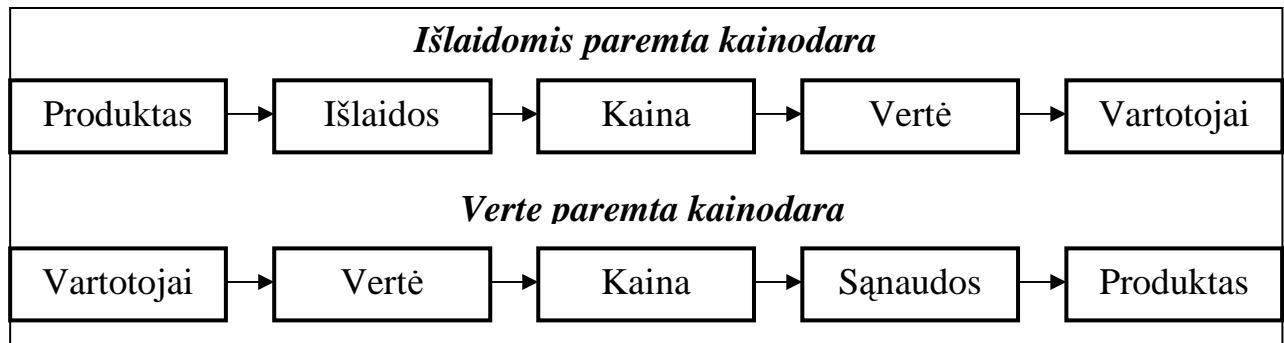 Išlaidomis paremta kainodara
Produktas Išlaidos Kaina Vertė Vartotojai
Verte paremta kainodara
Vartotojai Vertė Kaina Sąnaudos Produktas